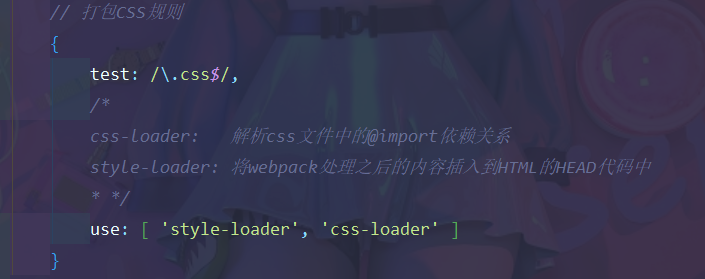 // 打包CSS规则
{
test: /\.css$/,
/*
css-loader: 解析css文件中的@import依赖关系
style-loader: 将webpack处理之后的内容插入到HTML的HEAD代码中
* */
use: [ 'style-loader', 'css-loader' ]
}